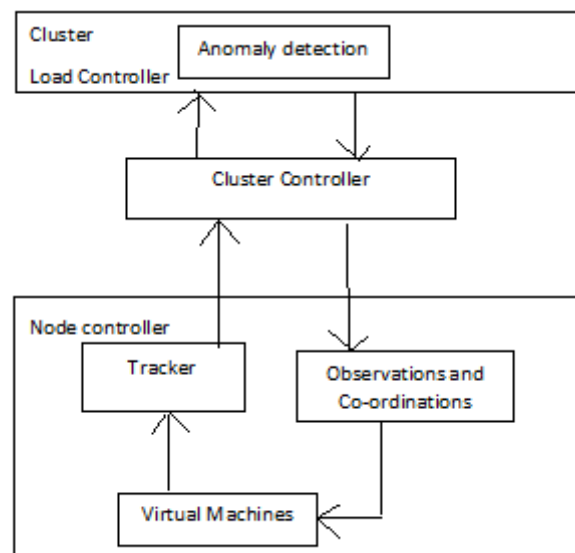 Cluster
Load Controller
Anomaly detection
Cluster Controller
Node controller
Tracker
Observations and
Co-ordinations
Virtual Machines